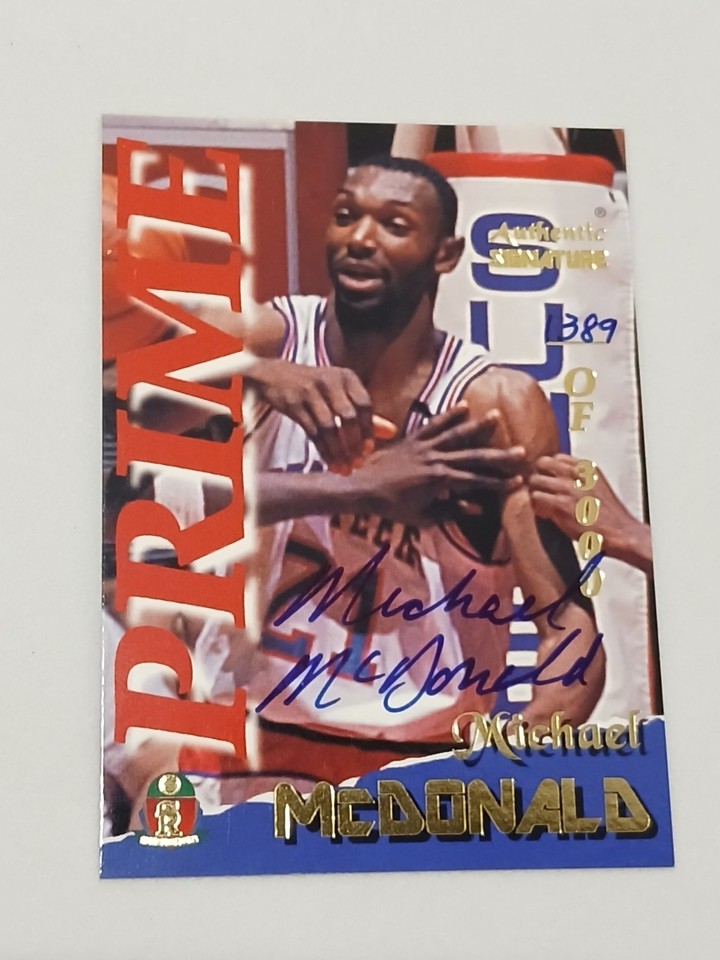 PRIME
Authentic ®
SIGNATURE
1389
OF 3000
Michael
McDonald
Michael
McDONALD
R